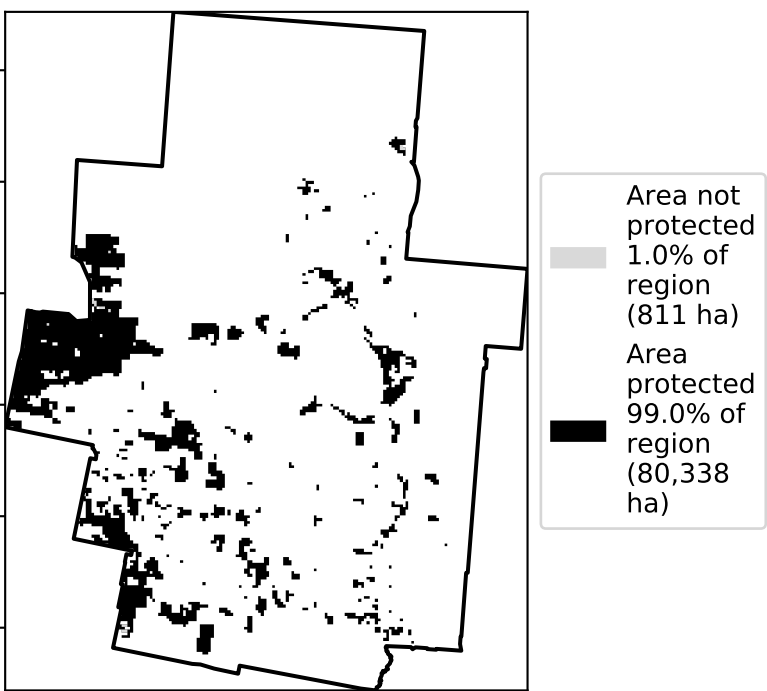 Area not
protected
1.0% of
region
(811 ha)
Area
protected
99.0% of
region
(80,338
ha)